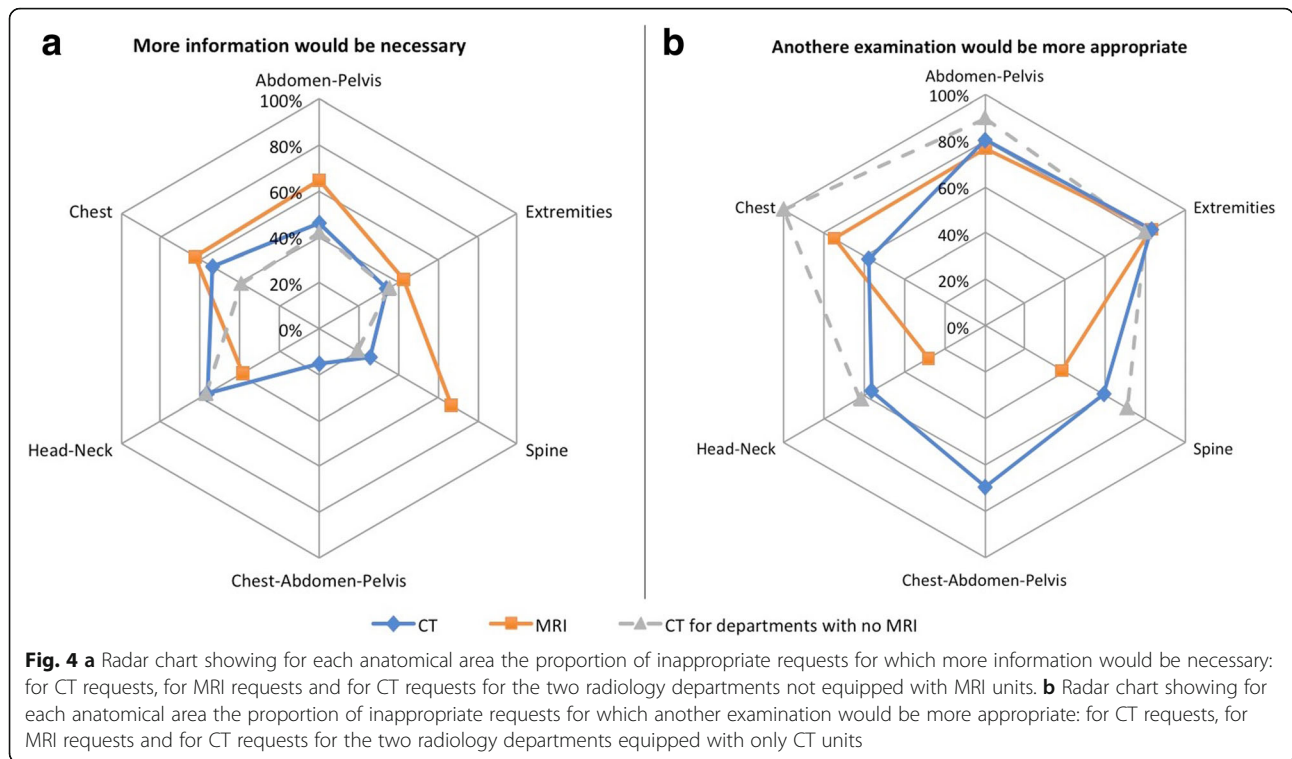 a
More information would be necessary
Abdomen-Pelvis
100%
80%
60%
40%
20%
0%
Extremities
Spine
Chest-Abdomen-Pelvis
Head-Neck
Chest
b
Anothere examination would be more appropriate
Abdomen-Pelvis
100%
80%
60%
40%
20%
0%
Extremities
Spine
Chest-Abdomen-Pelvis
Head-Neck
Chest
CT
MRI
CT for departments with no MRI
Fig. 4 a Radar chart showing for each anatomical area the proportion of inappropriate requests for which more information would be necessary:
for CT requests, for MRI requests and for CT requests for the two radiology departments not equipped with MRI units. b Radar chart showing for
each anatomical area the proportion of inappropriate requests for which another examination would be more appropriate: for CT requests, for
MRI requests and for CT requests for the two radiology departments equipped with only CT units